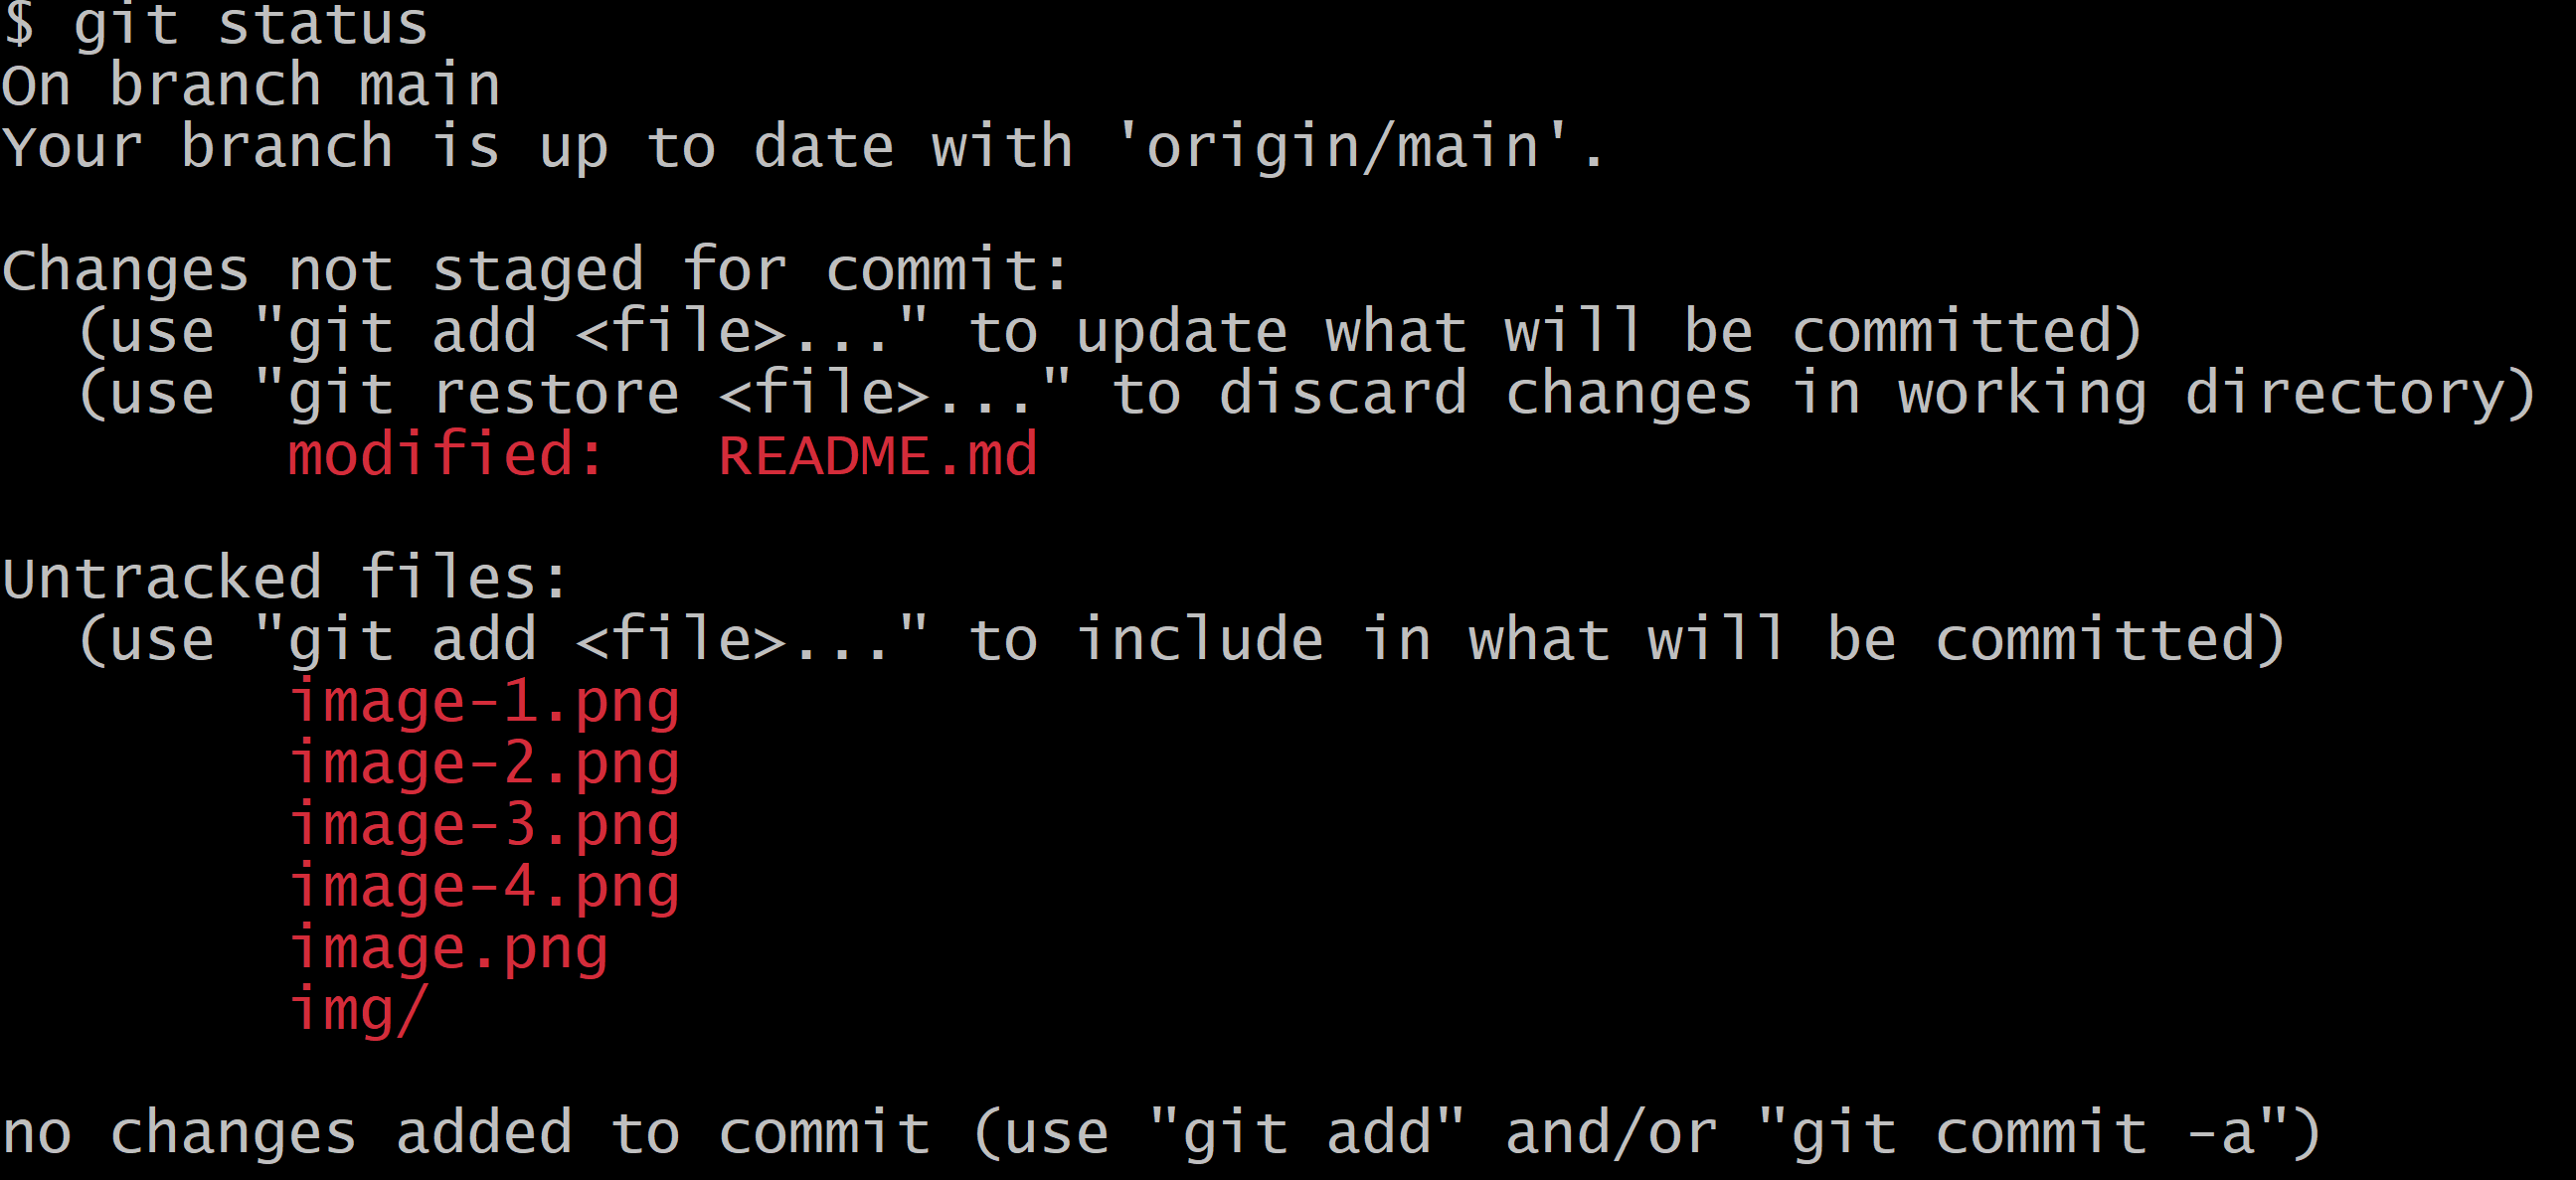 $ git status
On branch main
Your branch is up to date with 'origin/main'.
Changes not staged for commit:
(use "git add <file>..." to update what will be committed)
(use "git restore <file>..." to discard changes in working directory)
modified:   README.md
Untracked files:
(use "git add <file>..." to include in what will be committed)
image-1.png
image-2.png
image-3.png
image-4.png
image.png
img/
no changes added to commit (use "git add" and/or "git commit -a")